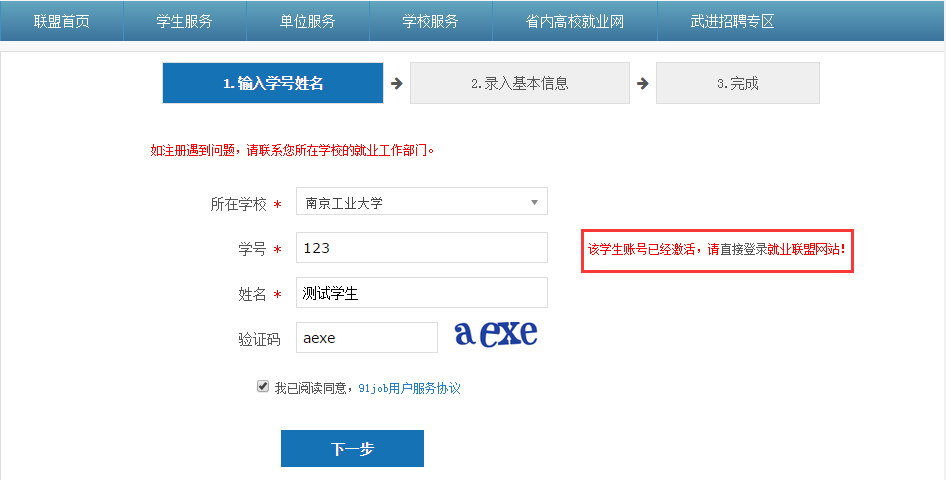 联盟首页 学生服务 单位服务 学校服务 省内高校就业网 武进招聘专区
1.输入学号姓名 2.录入基本信息 3.完成
如注册遇到问题，请联系您所在学校的就业工作部门。
所在学校 * 南京工业大学
学号 * 123 该学生账号已经激活，请直接登录就业联盟网站！
姓名 * 测试学生
验证码 aexe aexe
我已阅读同意，91job用户服务协议
下一步